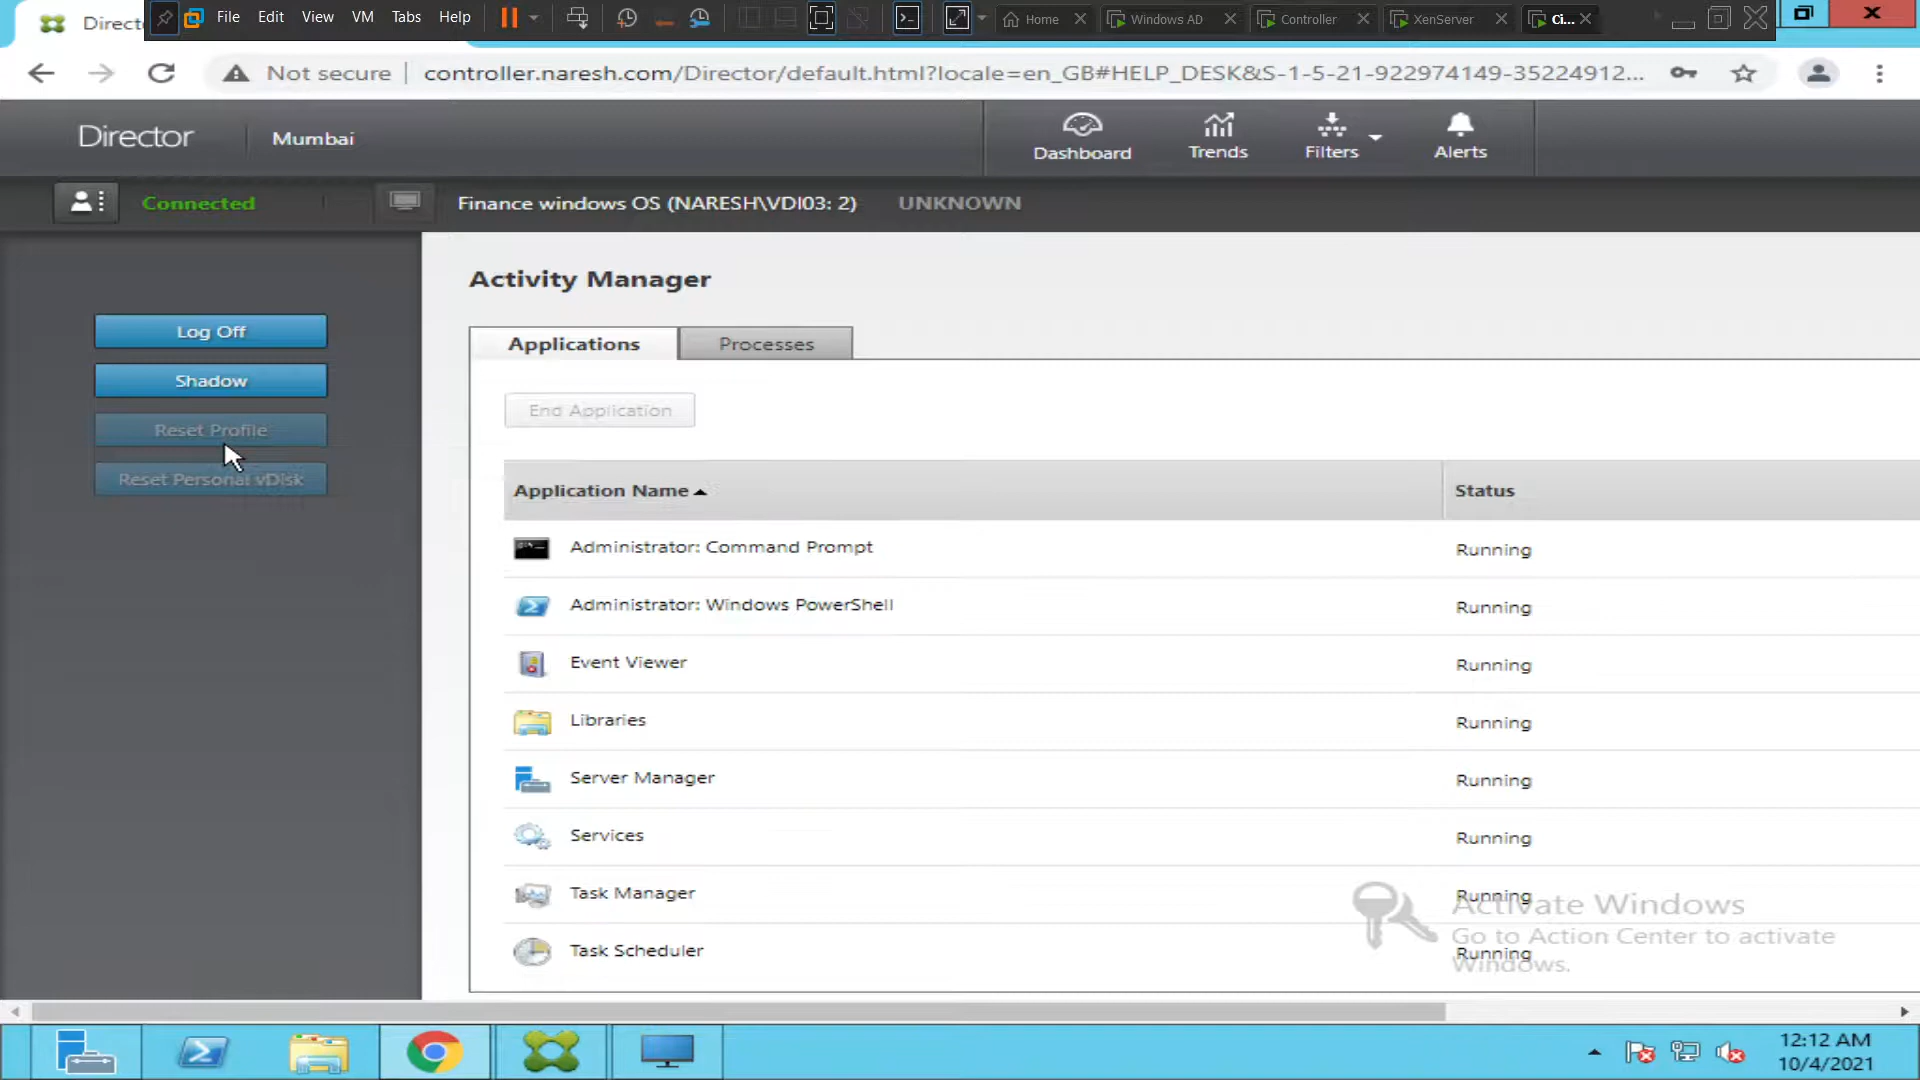 File Edit View VM Tabs Help Home Windows AD Controller XenServer Ci...
Not secure controller.naresh.com/Director/default.html?locale=en_GB#HELP_DESK&S-1-5-21-922974149-35224912...
Director Mumbai Dashboard Trends Filters Alerts
Connected Finance windows OS (NARESH\VDI03: 2) UNKNOWN
Activity Manager
Log Off
Shadow
Reset Profile
Reset Personal vDisk
Applications Processes
End Application
Application Name Status
Administrator: Command Prompt Running
Administrator: Windows PowerShell Running
Event Viewer Running
Libraries Running
Server Manager Running
Services Running
Task Manager Running
Task Scheduler Running
Activate Windows
Go to Action Center to activate
Windows.
12:12 AM
10/4/2021